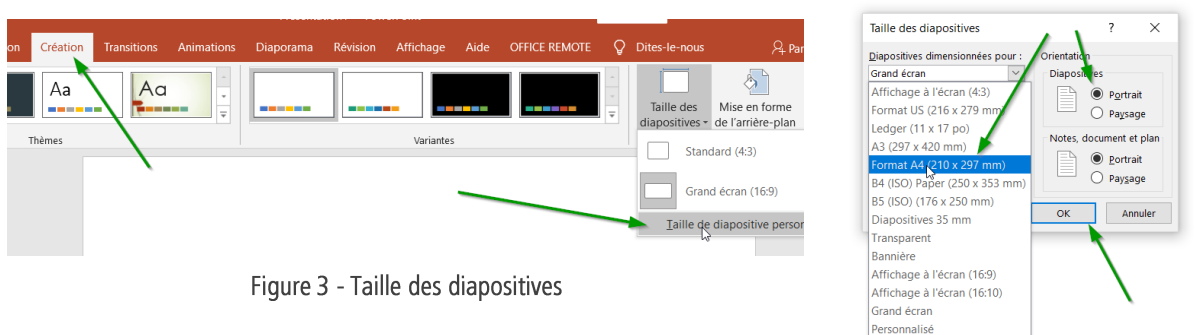 on Création Transitions Animations Diaporama Révision Affichage Aide OFFICE REMOTE Dites-le-nous Par
Aa Aa
Taille des diapositives
Mise en forme de l'arrière-plan
Thèmes
Variantes
Standard (4:3)
Grand écran (16:9)
Taille de diapositive person
Figure 3 - Taille des diapositives
Taille des diapositives ? ×
Diapositives dimensionnées pour :
Grand écran
Affichage à l'écran (4:3)
Format US (216 x 279 mm)
Ledger (11 x 17 po)
A3 (297 x 420 mm)
Format A4 (210 x 297 mm)
B4 (ISO) Paper (250 x 353 mm)
B5 (ISO) (176 x 250 mm)
Diapositives 35 mm
Transparent
Bannière
Affichage à l'écran (16:9)
Affichage à l'écran (16:10)
Grand écran
Personnalisé
Orientation
Diapositives
Portrait
Paysage
Notes, document et plan
Portrait
Paysage
OK Annuler